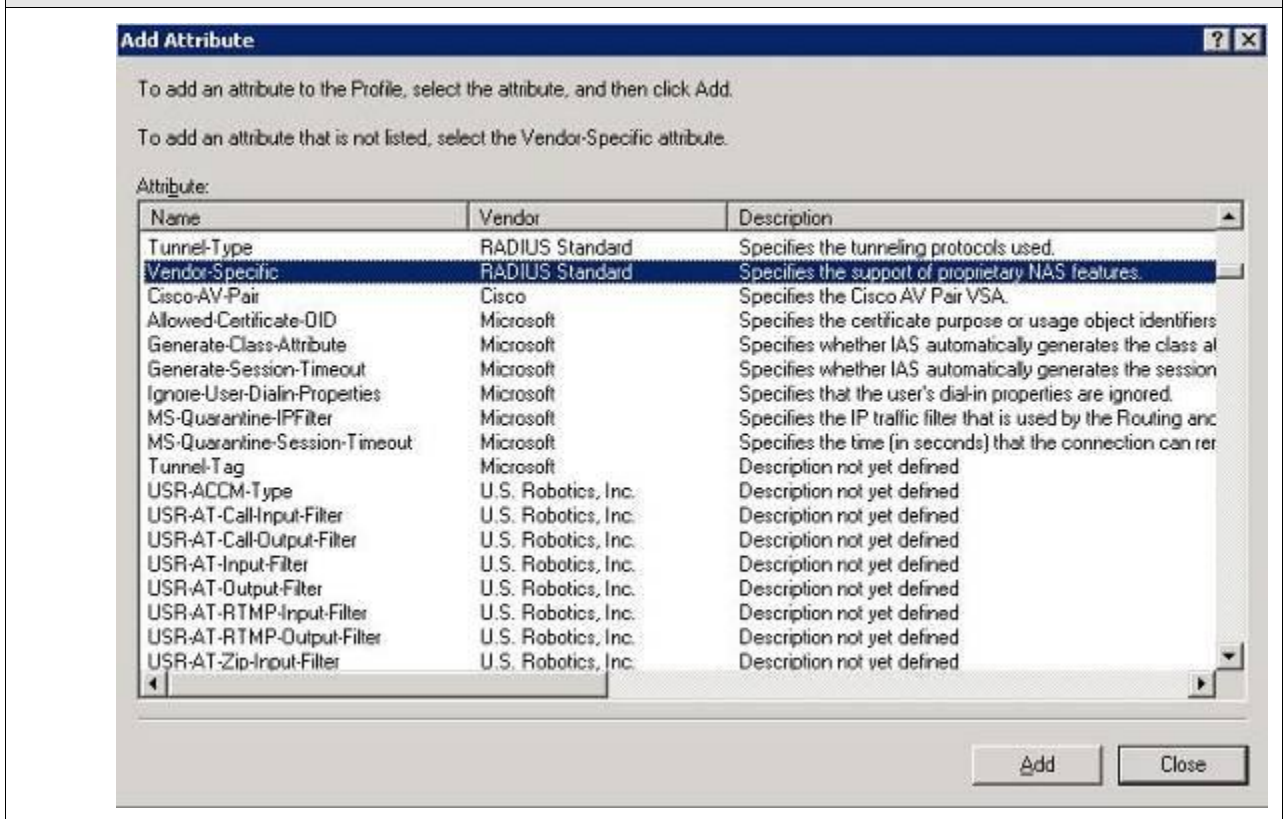 Add Attribute
To add an attribute to the Profile, select the attribute, and then click Add.
To add an attribute that is not listed, select the Vendor-Specific attribute.
Attribute:
Name Vendor Description
Tunnel-Type RADIUS Standard Specifies the tunneling protocols used.
Vendor-Specific RADIUS Standard Specifies the support of proprietary NAS features.
Cisco-AV-Pair Cisco Specifies the Cisco AV Pair VSA.
Allowed-Certificate-OID Microsoft Specifies the certificate purpose or usage object identifiers
Generate-Class-Attribute Microsoft Specifies whether IAS automatically generates the class at
Generate-Session-Timeout Microsoft Specifies whether IAS automatically generates the session
Ignore-User-Dialin-Properties Microsoft Specifies that the user's dial-in properties are ignored.
MS-Quarantine-IPFilter Microsoft Specifies the IP traffic filter that is used by the Routing and
MS-Quarantine-Session-Timeout Microsoft Specifies the time (in seconds) that the connection can rer
Tunnel-Tag Microsoft Description not yet defined
USR-ACCM-Type U.S. Robotics, Inc. Description not yet defined
USR-AT-Call-Input-Filter U.S. Robotics, Inc. Description not yet defined
USR-AT-Call-Output-Filter U.S. Robotics, Inc. Description not yet defined
USR-AT-Input-Filter U.S. Robotics, Inc. Description not yet defined
USR-AT-Output-Filter U.S. Robotics, Inc. Description not yet defined
USR-AT-RTMP-Input-Filter U.S. Robotics, Inc. Description not yet defined
USR-AT-RTMP-Output-Filter U.S. Robotics, Inc. Description not yet defined
USR-AT-Zip-Input-Filter U.S. Robotics, Inc. Description not yet defined
Add Close